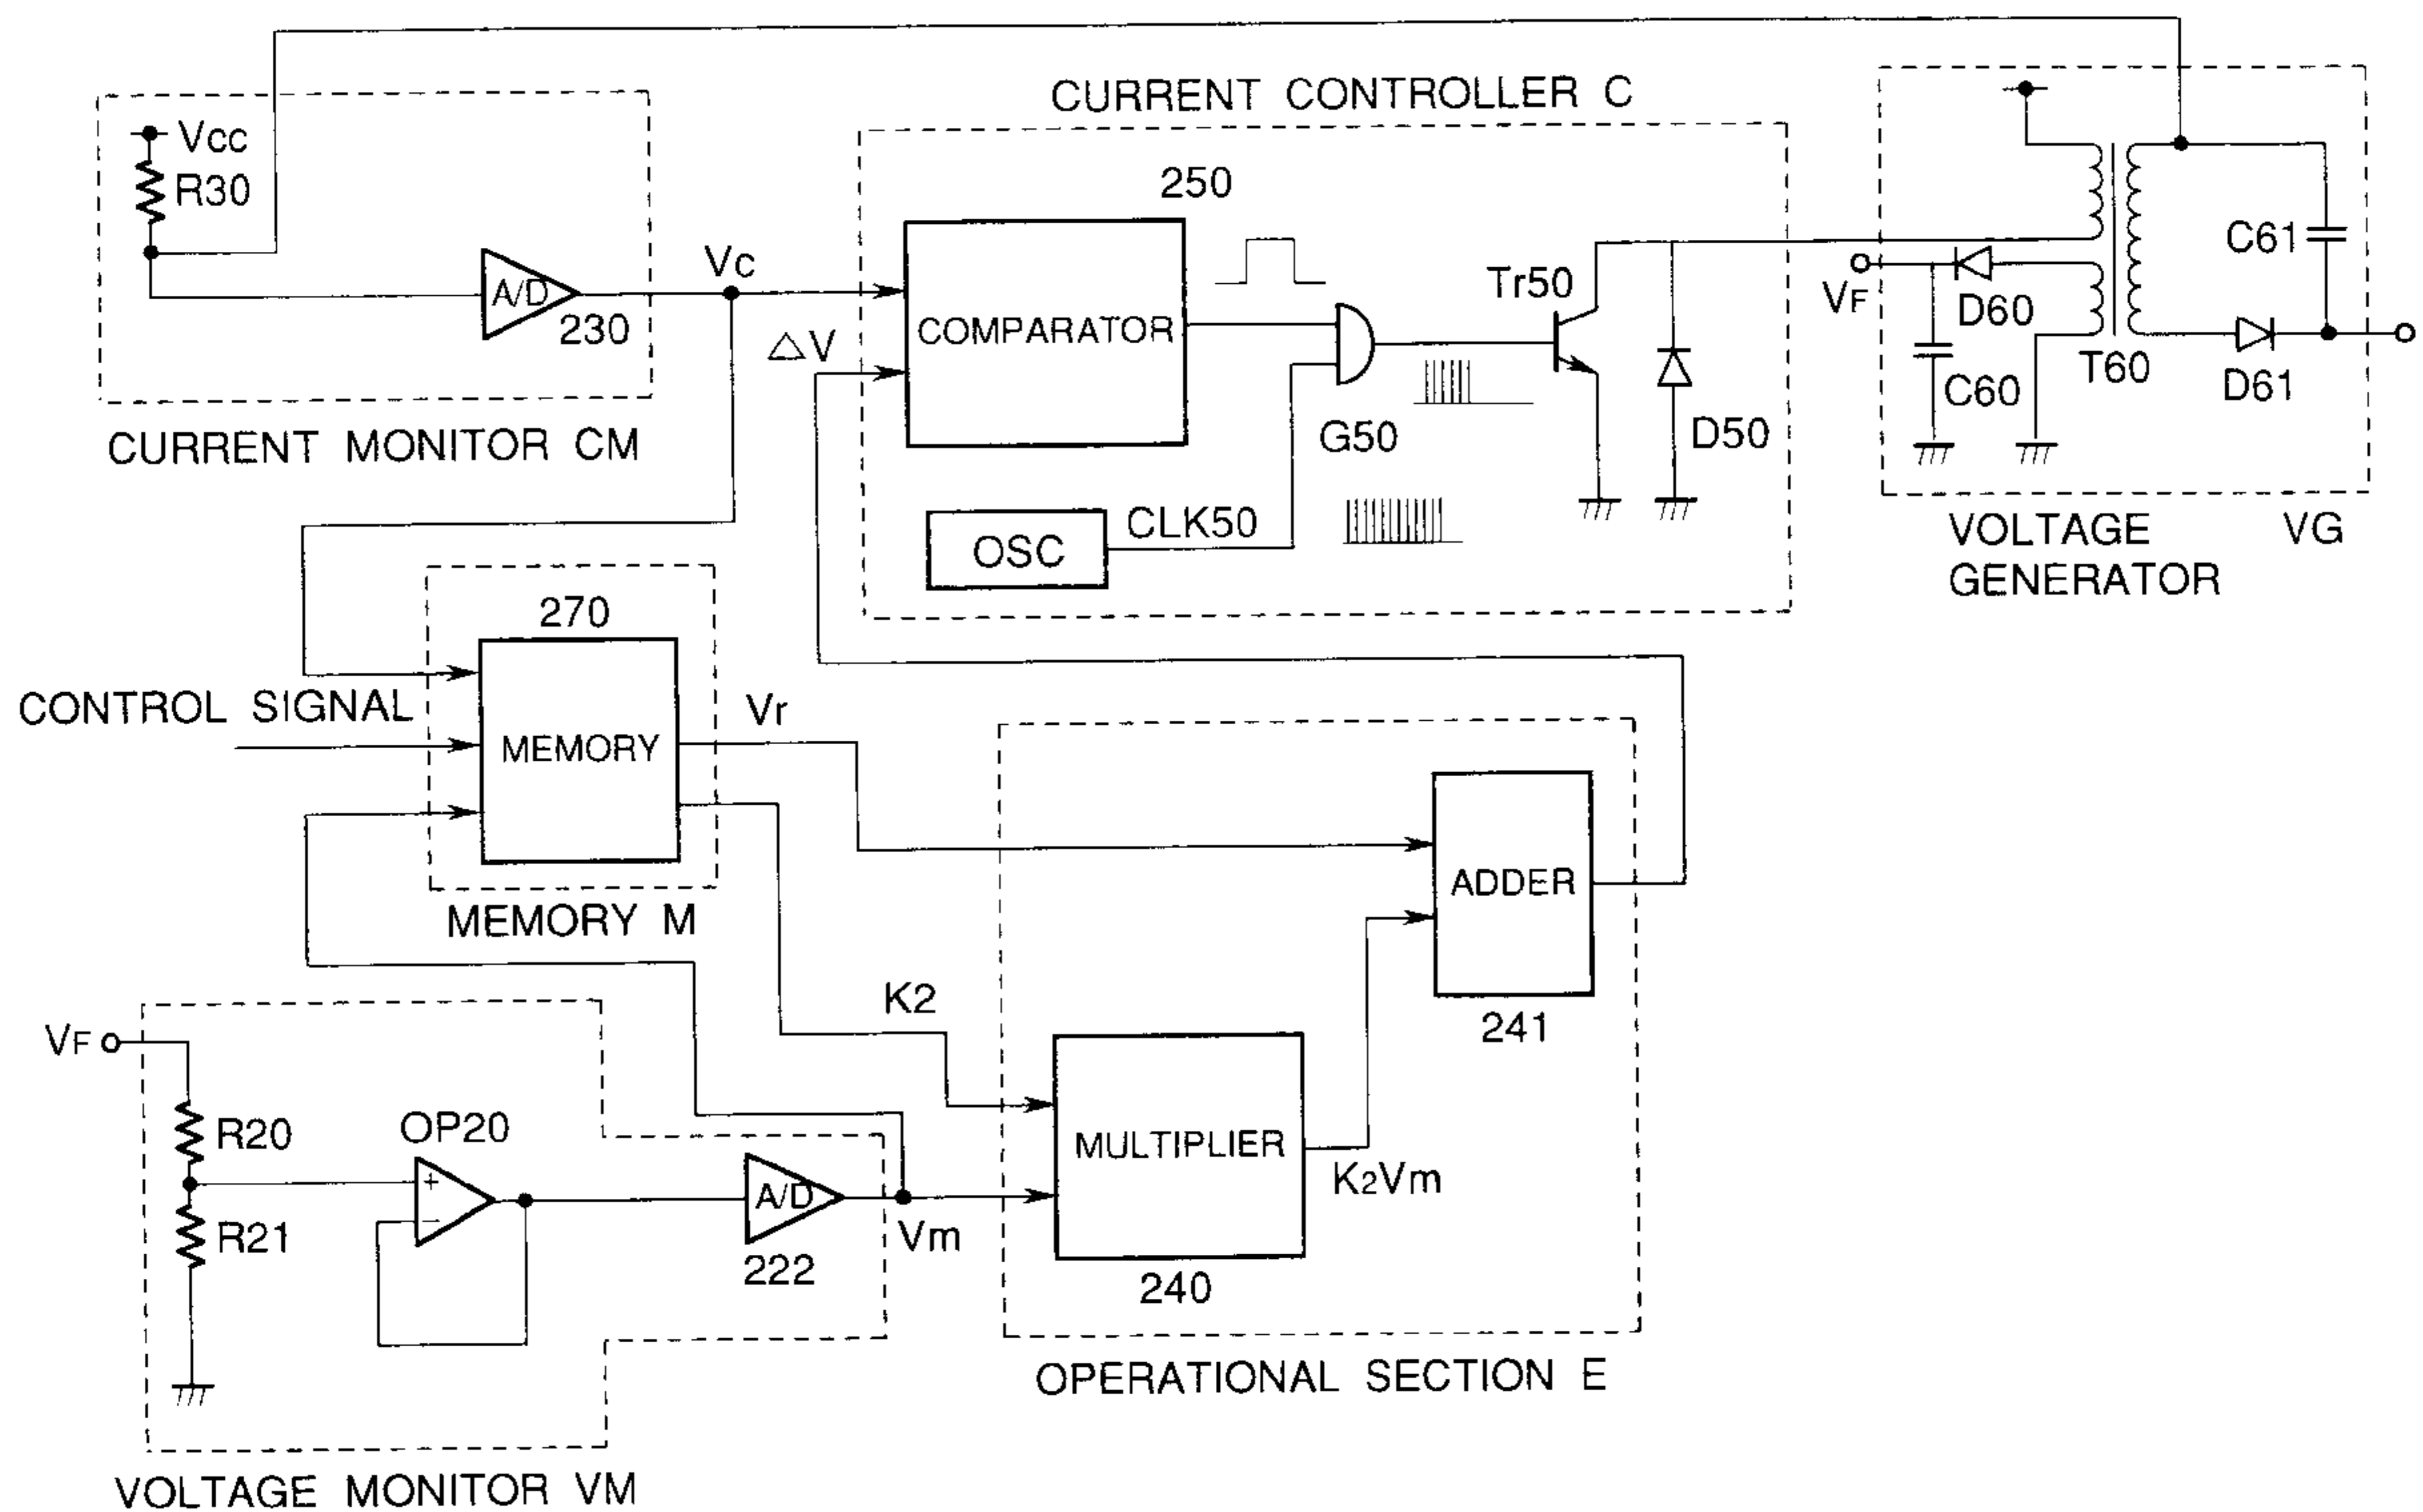 CURRENT CONTROLLER C
Vcc
R30
A/D
230
Vc
CURRENT MONITOR CM
250
COMPARATOR
△V
G50
Tr50
D50
OSC
CLK50
VF
D60
C60
T60
C61
D61
VOLTAGE VG
GENERATOR
270
MEMORY
CONTROL SIGNAL
Vr
MEMORY M
K2
ADDER
241
VF
R20
R21
OP20
+
−
A/D
222
Vm
MULTIPLIER
240
K2Vm
OPERATIONAL SECTION E
VOLTAGE MONITOR VM